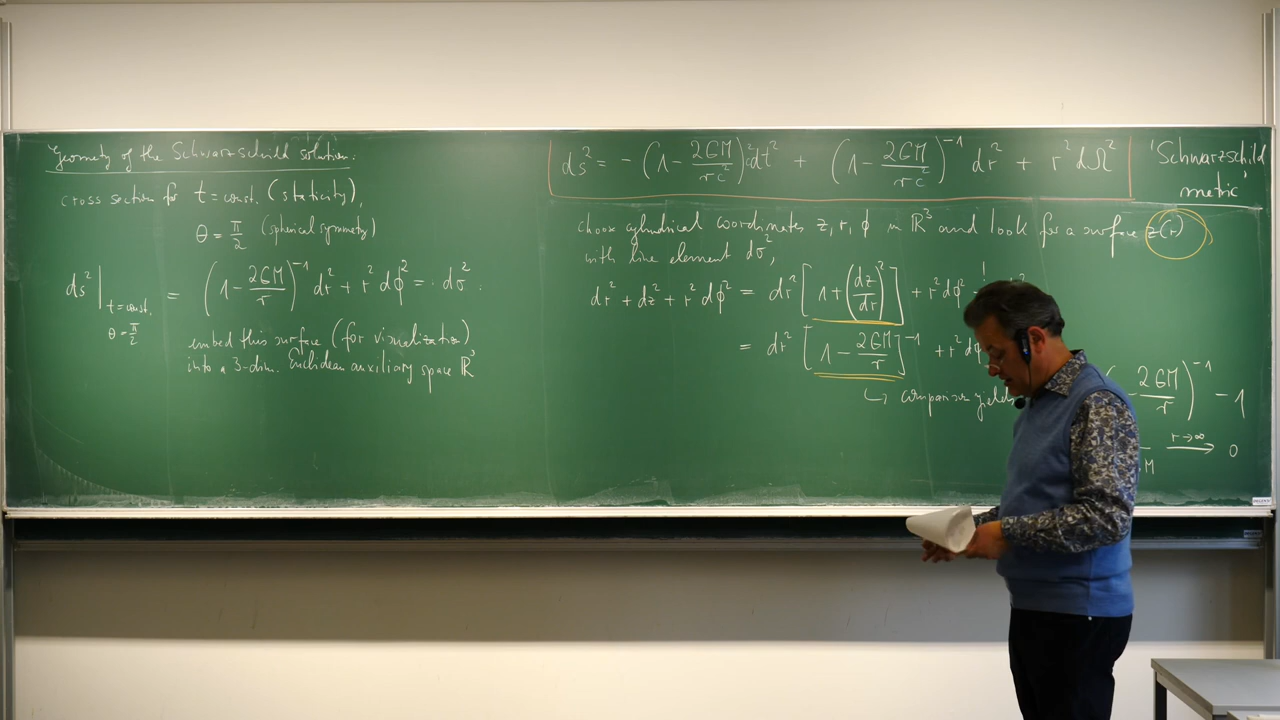 Geometry of the Schwarzschild solution:
cross section for t = const. (staticity),
θ = π/2 (spherical symmetry)
ds²|_{t=const. θ=π/2} = (1 - 2GM/r)⁻¹ dr² + r² dϕ² =: dσ².
embed this surface (for visualization)
into a 3-dim. Euclidean auxiliary space ℝ³
ds² = - (1 - 2GM/rc²) c²dt² + (1 - 2GM/rc²)⁻¹ dr² + r² dΩ²
'Schwarzschild
metric'
choose cylindrical coordinates z, r, ϕ in ℝ³ and look for a surface z(r)
with line element dσ²,
dr² + dz² + r² dϕ² = dr² [1 + (dz/dr)²] + r² dϕ² !
= dr² [1 - 2GM/r]⁻¹ + r² dϕ
↳ comparison yields
2GM/r)⁻¹ - 1
M r→∞ → 0